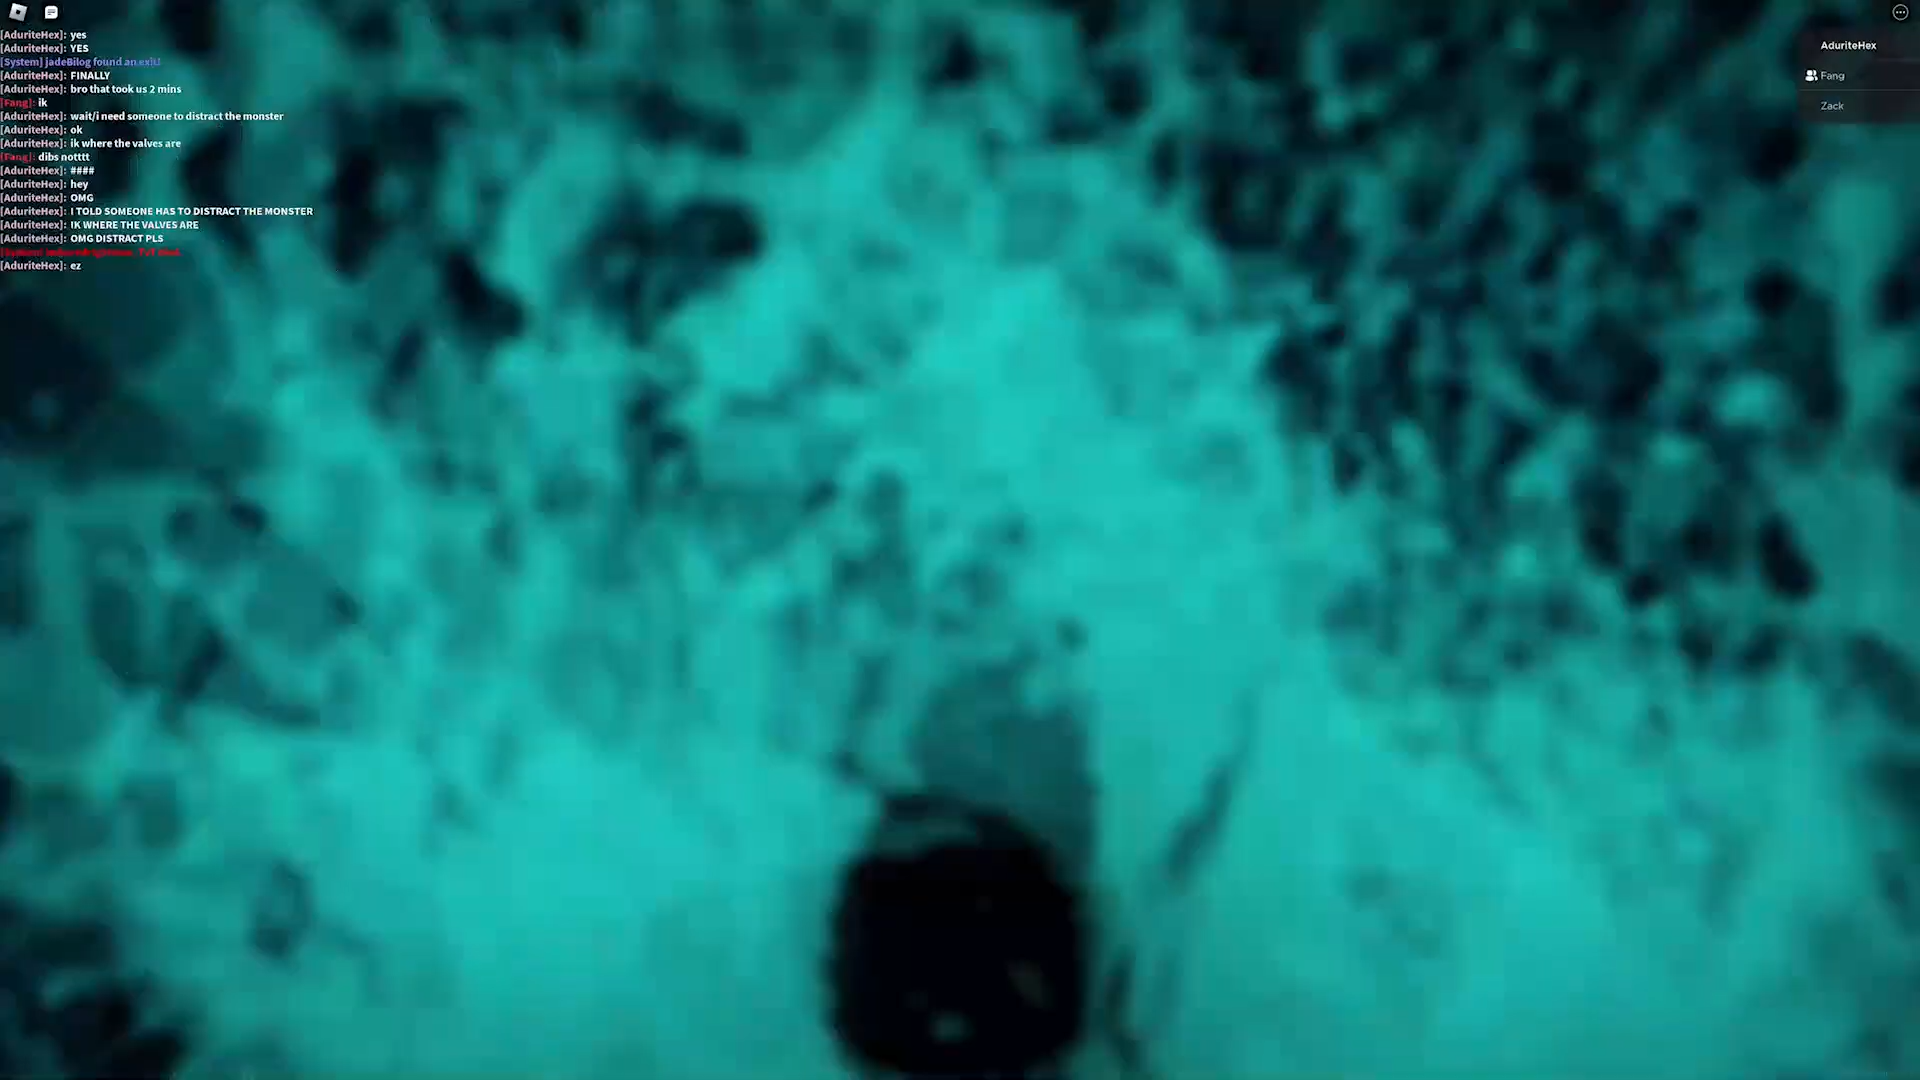 [AduriteHex]: yes
[AduriteHex]: YES
[System] jadeBilog found an exit!
[AduriteHex]: FINALLY
[AduriteHex]: bro that took us 2 mins
[Fang]: ik
[AduriteHex]: wait/i need someone to distract the monster
[AduriteHex]: ok
[AduriteHex]: ik where the valves are
[Fang]: dibs notttt
[AduriteHex]: ####
[AduriteHex]: hey
[AduriteHex]: OMG
[AduriteHex]: I TOLD SOMEONE HAS TO DISTRACT THE MONSTER
[AduriteHex]: IK WHERE THE VALVES ARE
[AduriteHex]: OMG DISTRACT PLS
[AduriteHex]: ez
AduriteHex
Fang
Zack